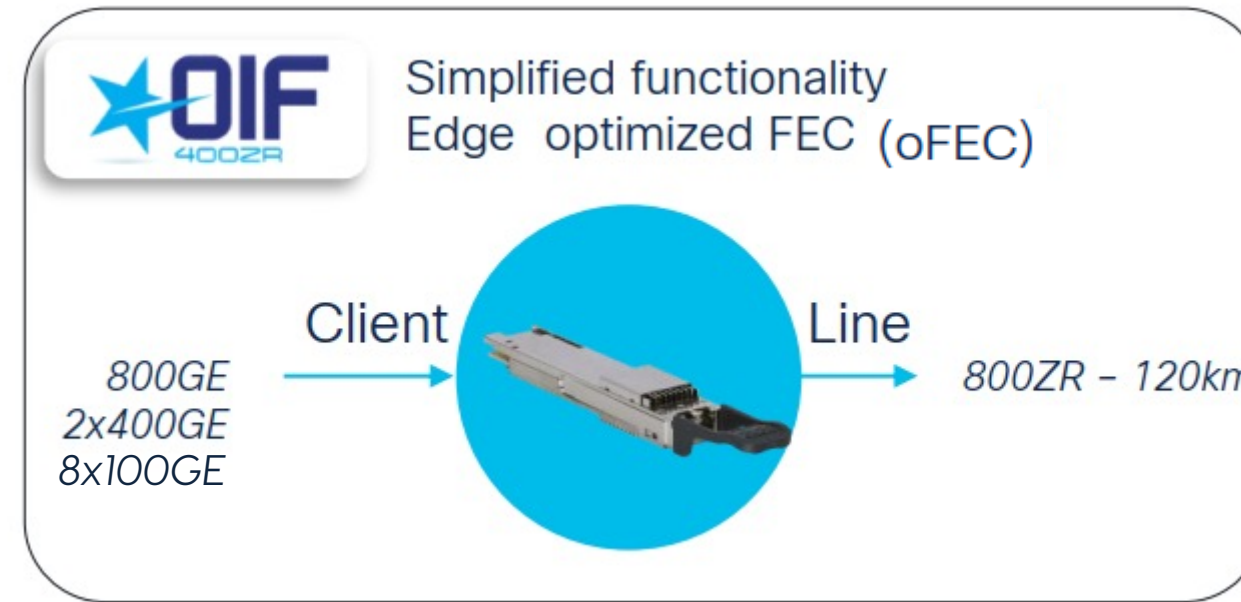 OIF
400ZR
Simplified functionality
Edge optimized FEC (oFEC)
Client
Line
800GE
2x400GE
8x100GE
800ZR - 120km